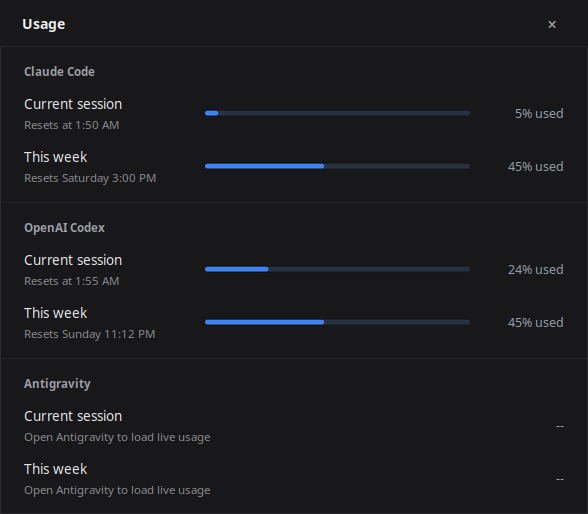 Usage
×
Claude Code
Current session
Resets at 1:50 AM
5% used
This week
Resets Saturday 3:00 PM
45% used
OpenAI Codex
Current session
Resets at 1:55 AM
24% used
This week
Resets Sunday 11:12 PM
45% used
Antigravity
Current session
Open Antigravity to load live usage
--
This week
Open Antigravity to load live usage
--